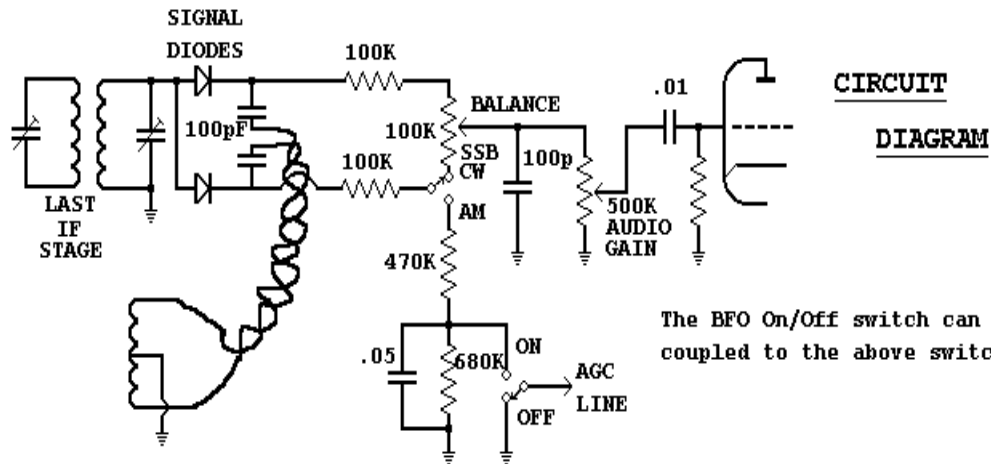 SIGNAL
DIODES
100K
100pF
100K
BALANCE
100K
SSB
CW
AM
100p
.01
500K
AUDIO
GAIN
CIRCUIT
DIAGRAM
LAST
IF
STAGE
470K
.05
680K
ON
OFF
AGC
LINE
The BFO On/Off switch can
coupled to the above switc